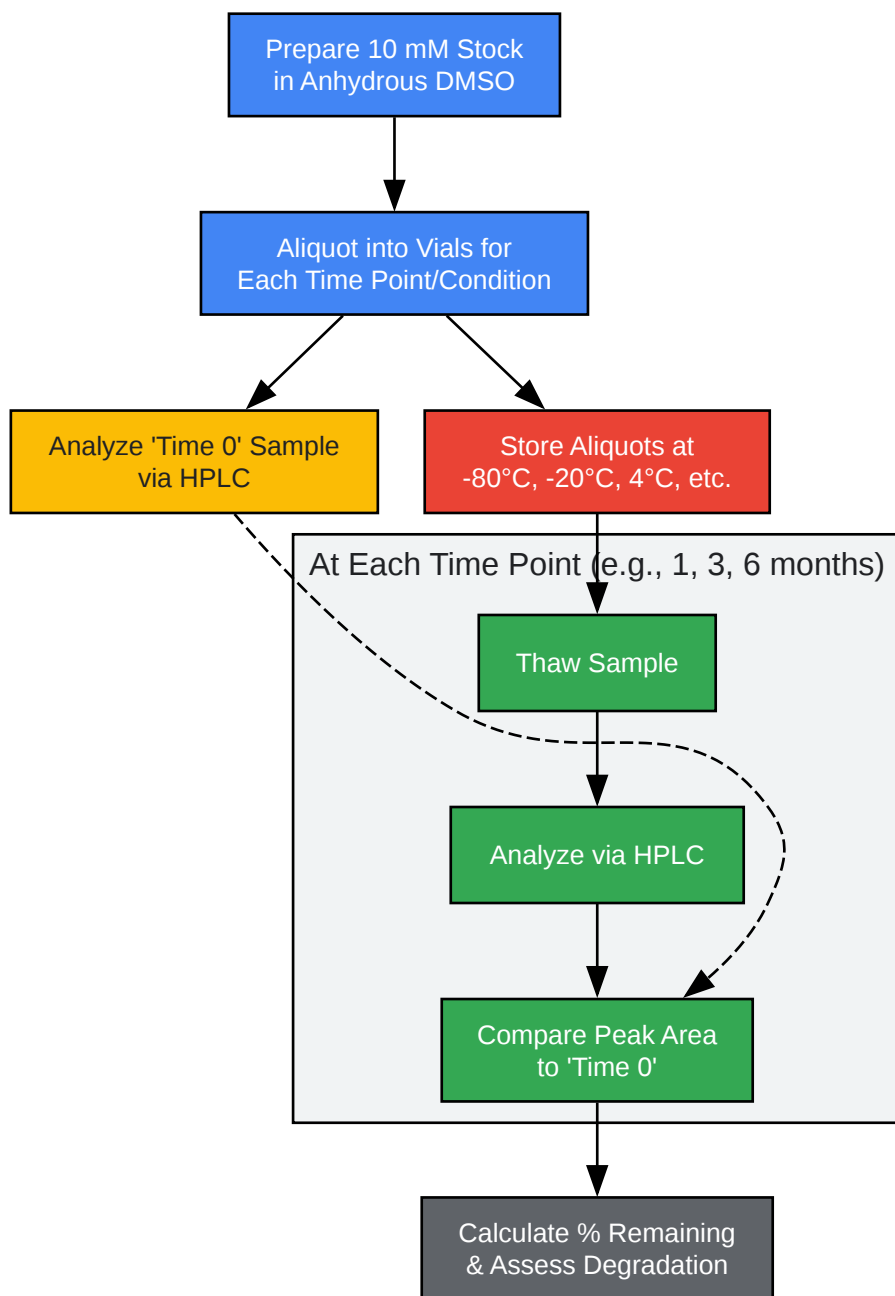 Prepare 10 mM Stock
in Anhydrous DMSO
Aliquot into Vials for
Each Time Point/Condition
Analyze 'Time 0' Sample
via HPLC
Store Aliquots at
-80°C, -20°C, 4°C, etc.
At Each Time Point (e.g., 1, 3, 6 months)
Thaw Sample
Analyze via HPLC
Compare Peak Area
to 'Time 0'
Calculate % Remaining
& Assess Degradation